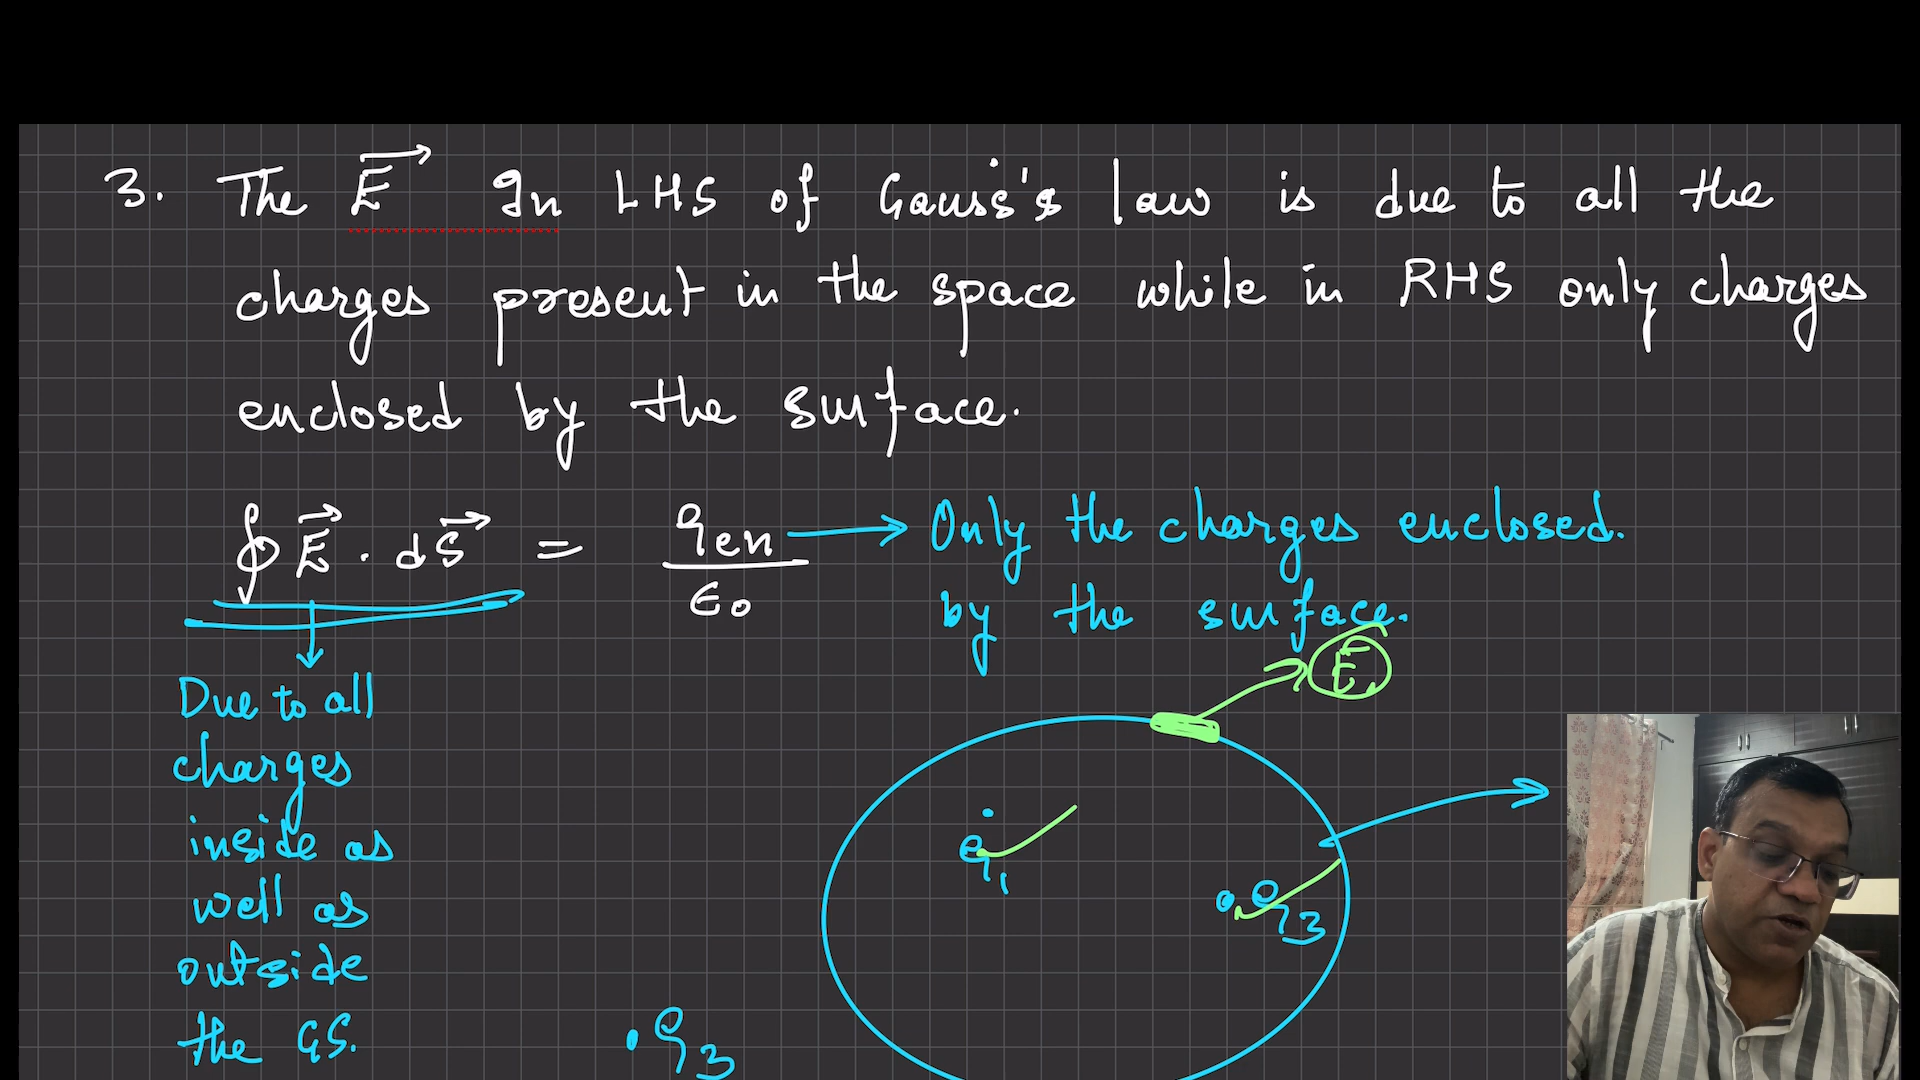 3. The E⃗ In LHS of Gauss's law is due to all the
charges present in the space while in RHS only charges
enclosed by the surface.
∮ E⃗ . dS⃗ = qen / ϵ0 → Only the charges enclosed.
by the surface.
E
Due to all
charges
inside as
well as
outside
the GS.
q1
q3
q3